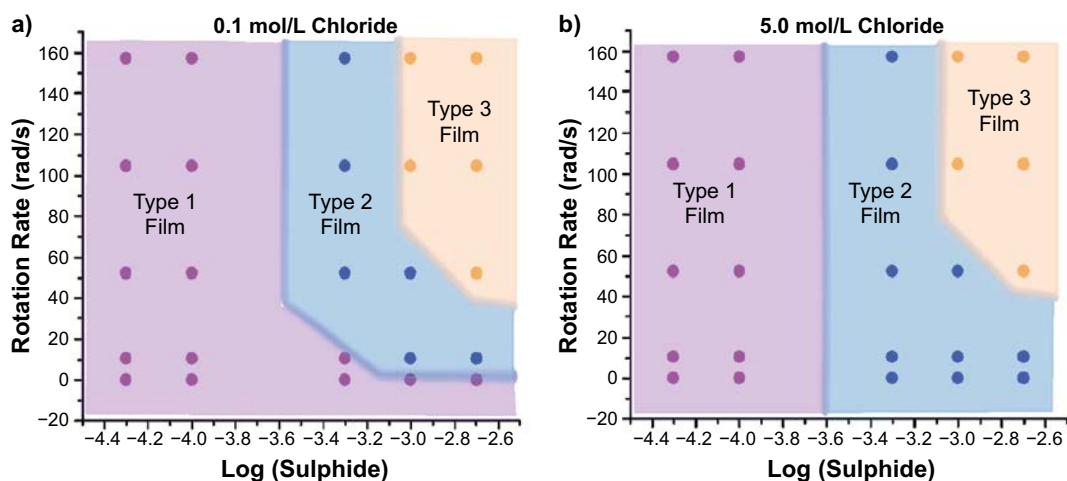 a)
0.1 mol/L Chloride
Rotation Rate (rad/s)
160
140
120
100
80
60
40
20
0
−20
Type 1
Film
Type 2
Film
Type 3
Film
−4.4 −4.2 −4.0 −3.8 −3.6 −3.4 −3.2 −3.0 −2.8 −2.6
Log (Sulphide)
b)
5.0 mol/L Chloride
Rotation Rate (rad/s)
160
140
120
100
80
60
40
20
0
−20
Type 1
Film
Type 2
Film
Type 3
Film
−4.4 −4.2 −4.0 −3.8 −3.6 −3.4 −3.2 −3.0 −2.8 −2.6
Log (Sulphide)